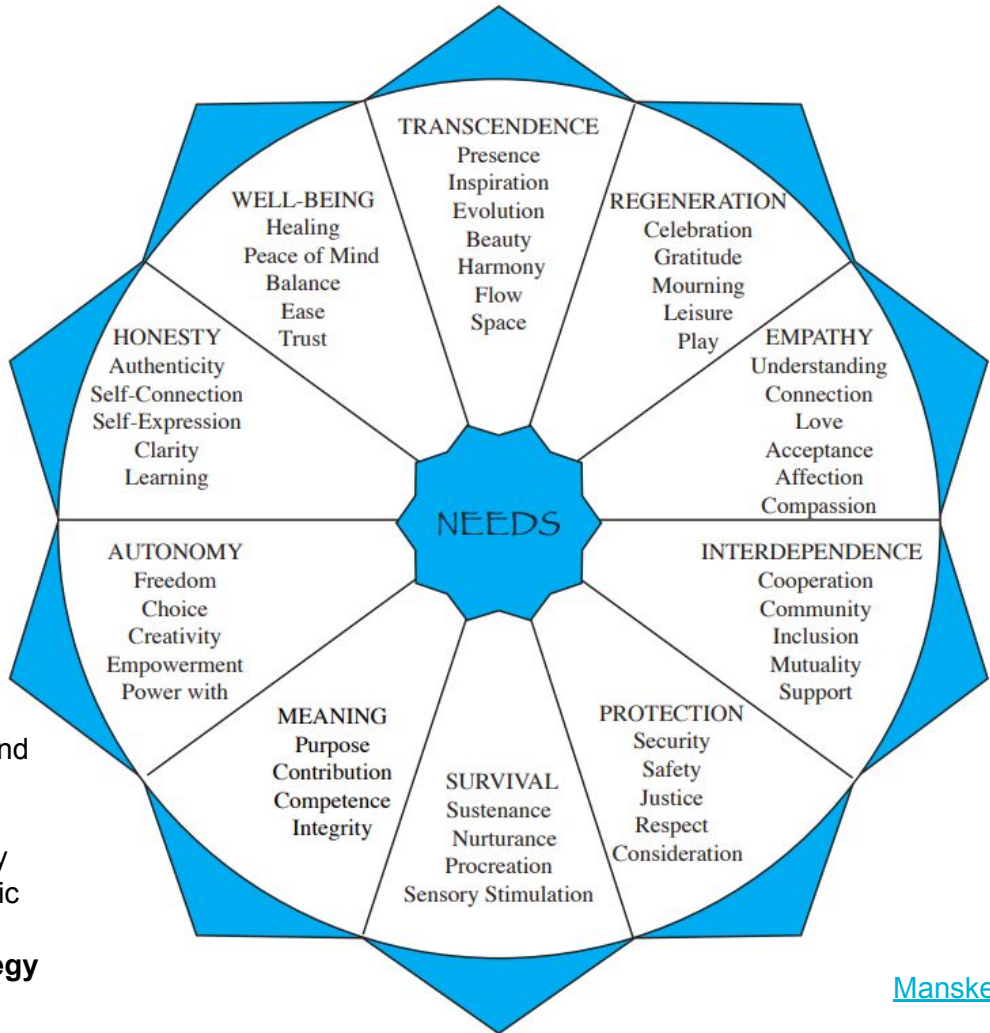 TRANSCENDENCE
Presence
Inspiration
Evolution
Beauty
Harmony
Flow
Space
REGENERATION
Celebration
Gratitude
Mourning
Leisure
Play
EMPATHY
Understanding
Connection
Love
Acceptance
Affection
Compassion
INTERDEPENDENCE
Cooperation
Community
Inclusion
Mutuality
Support
PROTECTION
Security
Safety
Justice
Respect
Consideration
SURVIVAL
Sustenance
Nurturance
Procreation
Sensory Stimulation
MEANING
Purpose
Contribution
Competence
Integrity
AUTONOMY
Freedom
Choice
Creativity
Empowerment
Power with
HONESTY
Authenticity
Self-Connection
Self-Expression
Clarity
Learning
WELL-BEING
Healing
Peace of Mind
Balance
Ease
Trust
NEEDS
Manske